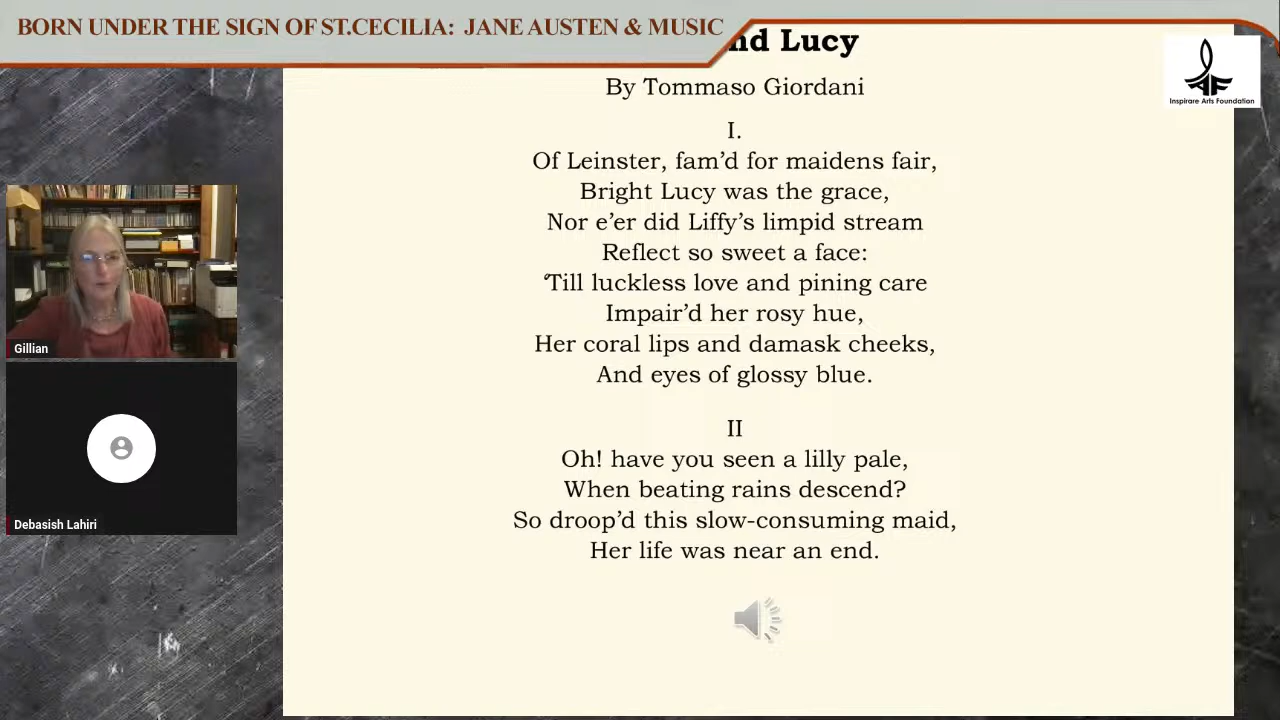 BORN UNDER THE SIGN OF ST.CECILIA: JANE AUSTEN & MUSIC
Lucy
By Tommaso Giordani
I.
Of Leinster, fam’d for maidens fair,
Bright Lucy was the grace,
Nor e’er did Liffy’s limpid stream
Reflect so sweet a face:
‘Till luckless love and pining care
Impair’d her rosy hue,
Her coral lips and damask cheeks,
And eyes of glossy blue.
II
Oh! have you seen a lilly pale,
When beating rains descend?
So droop’d this slow-consuming maid,
Her life was near an end.
Inspirare Arts Foundation
Gillian
Debasish Lahiri